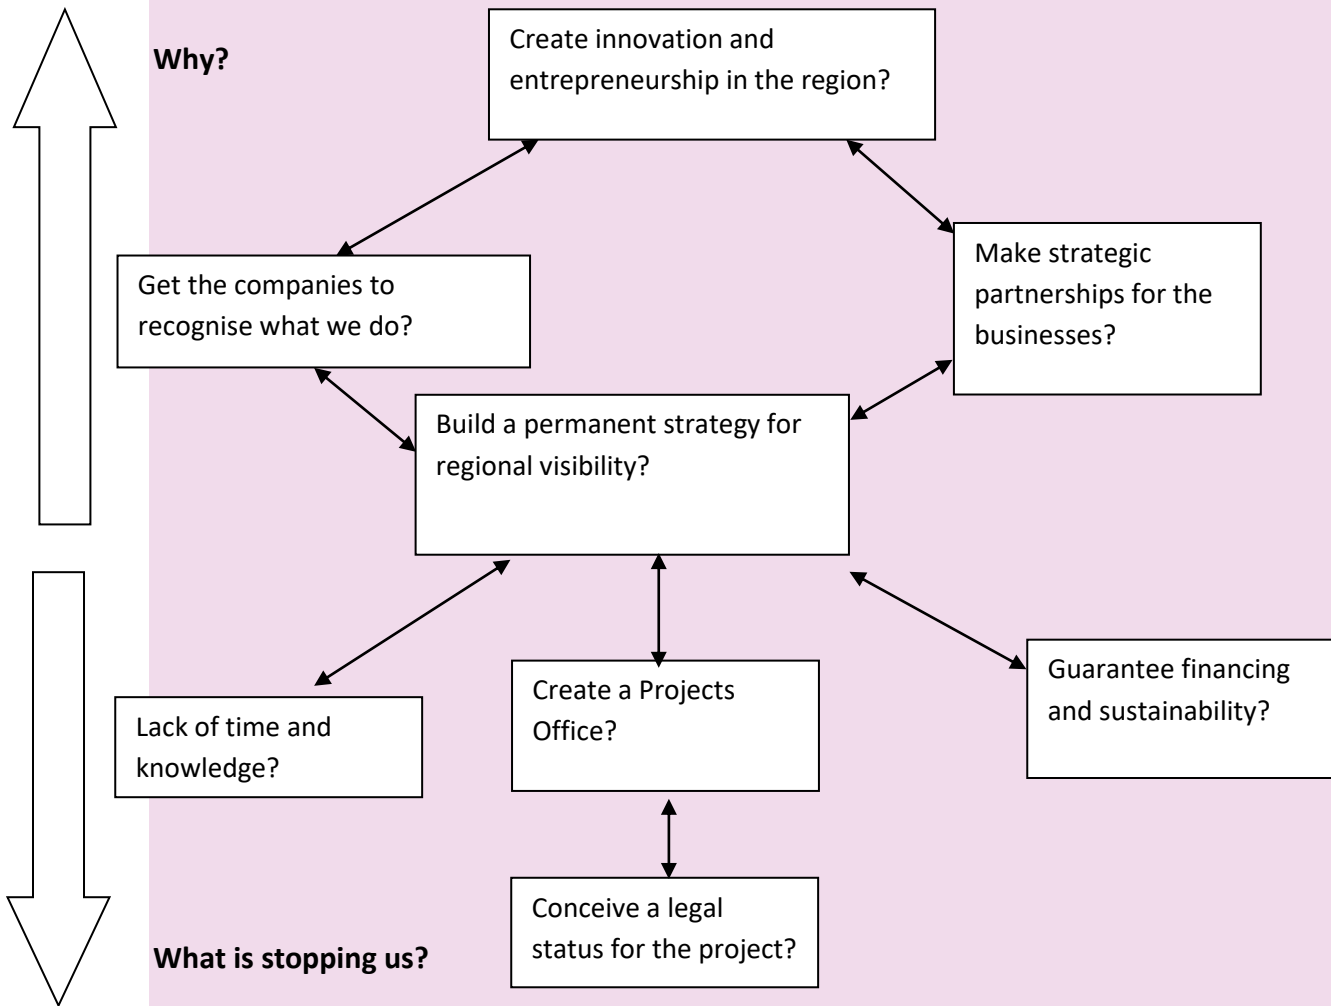 Why?
Create innovation and
entrepreneurship in the region?
Get the companies to
recognise what we do?
Make strategic
partnerships for the
businesses?
Build a permanent strategy for
regional visibility?
Lack of time and
knowledge?
Create a Projects
Office?
Guarantee financing
and sustainability?
Conceive a legal
status for the project?
What is stopping us?